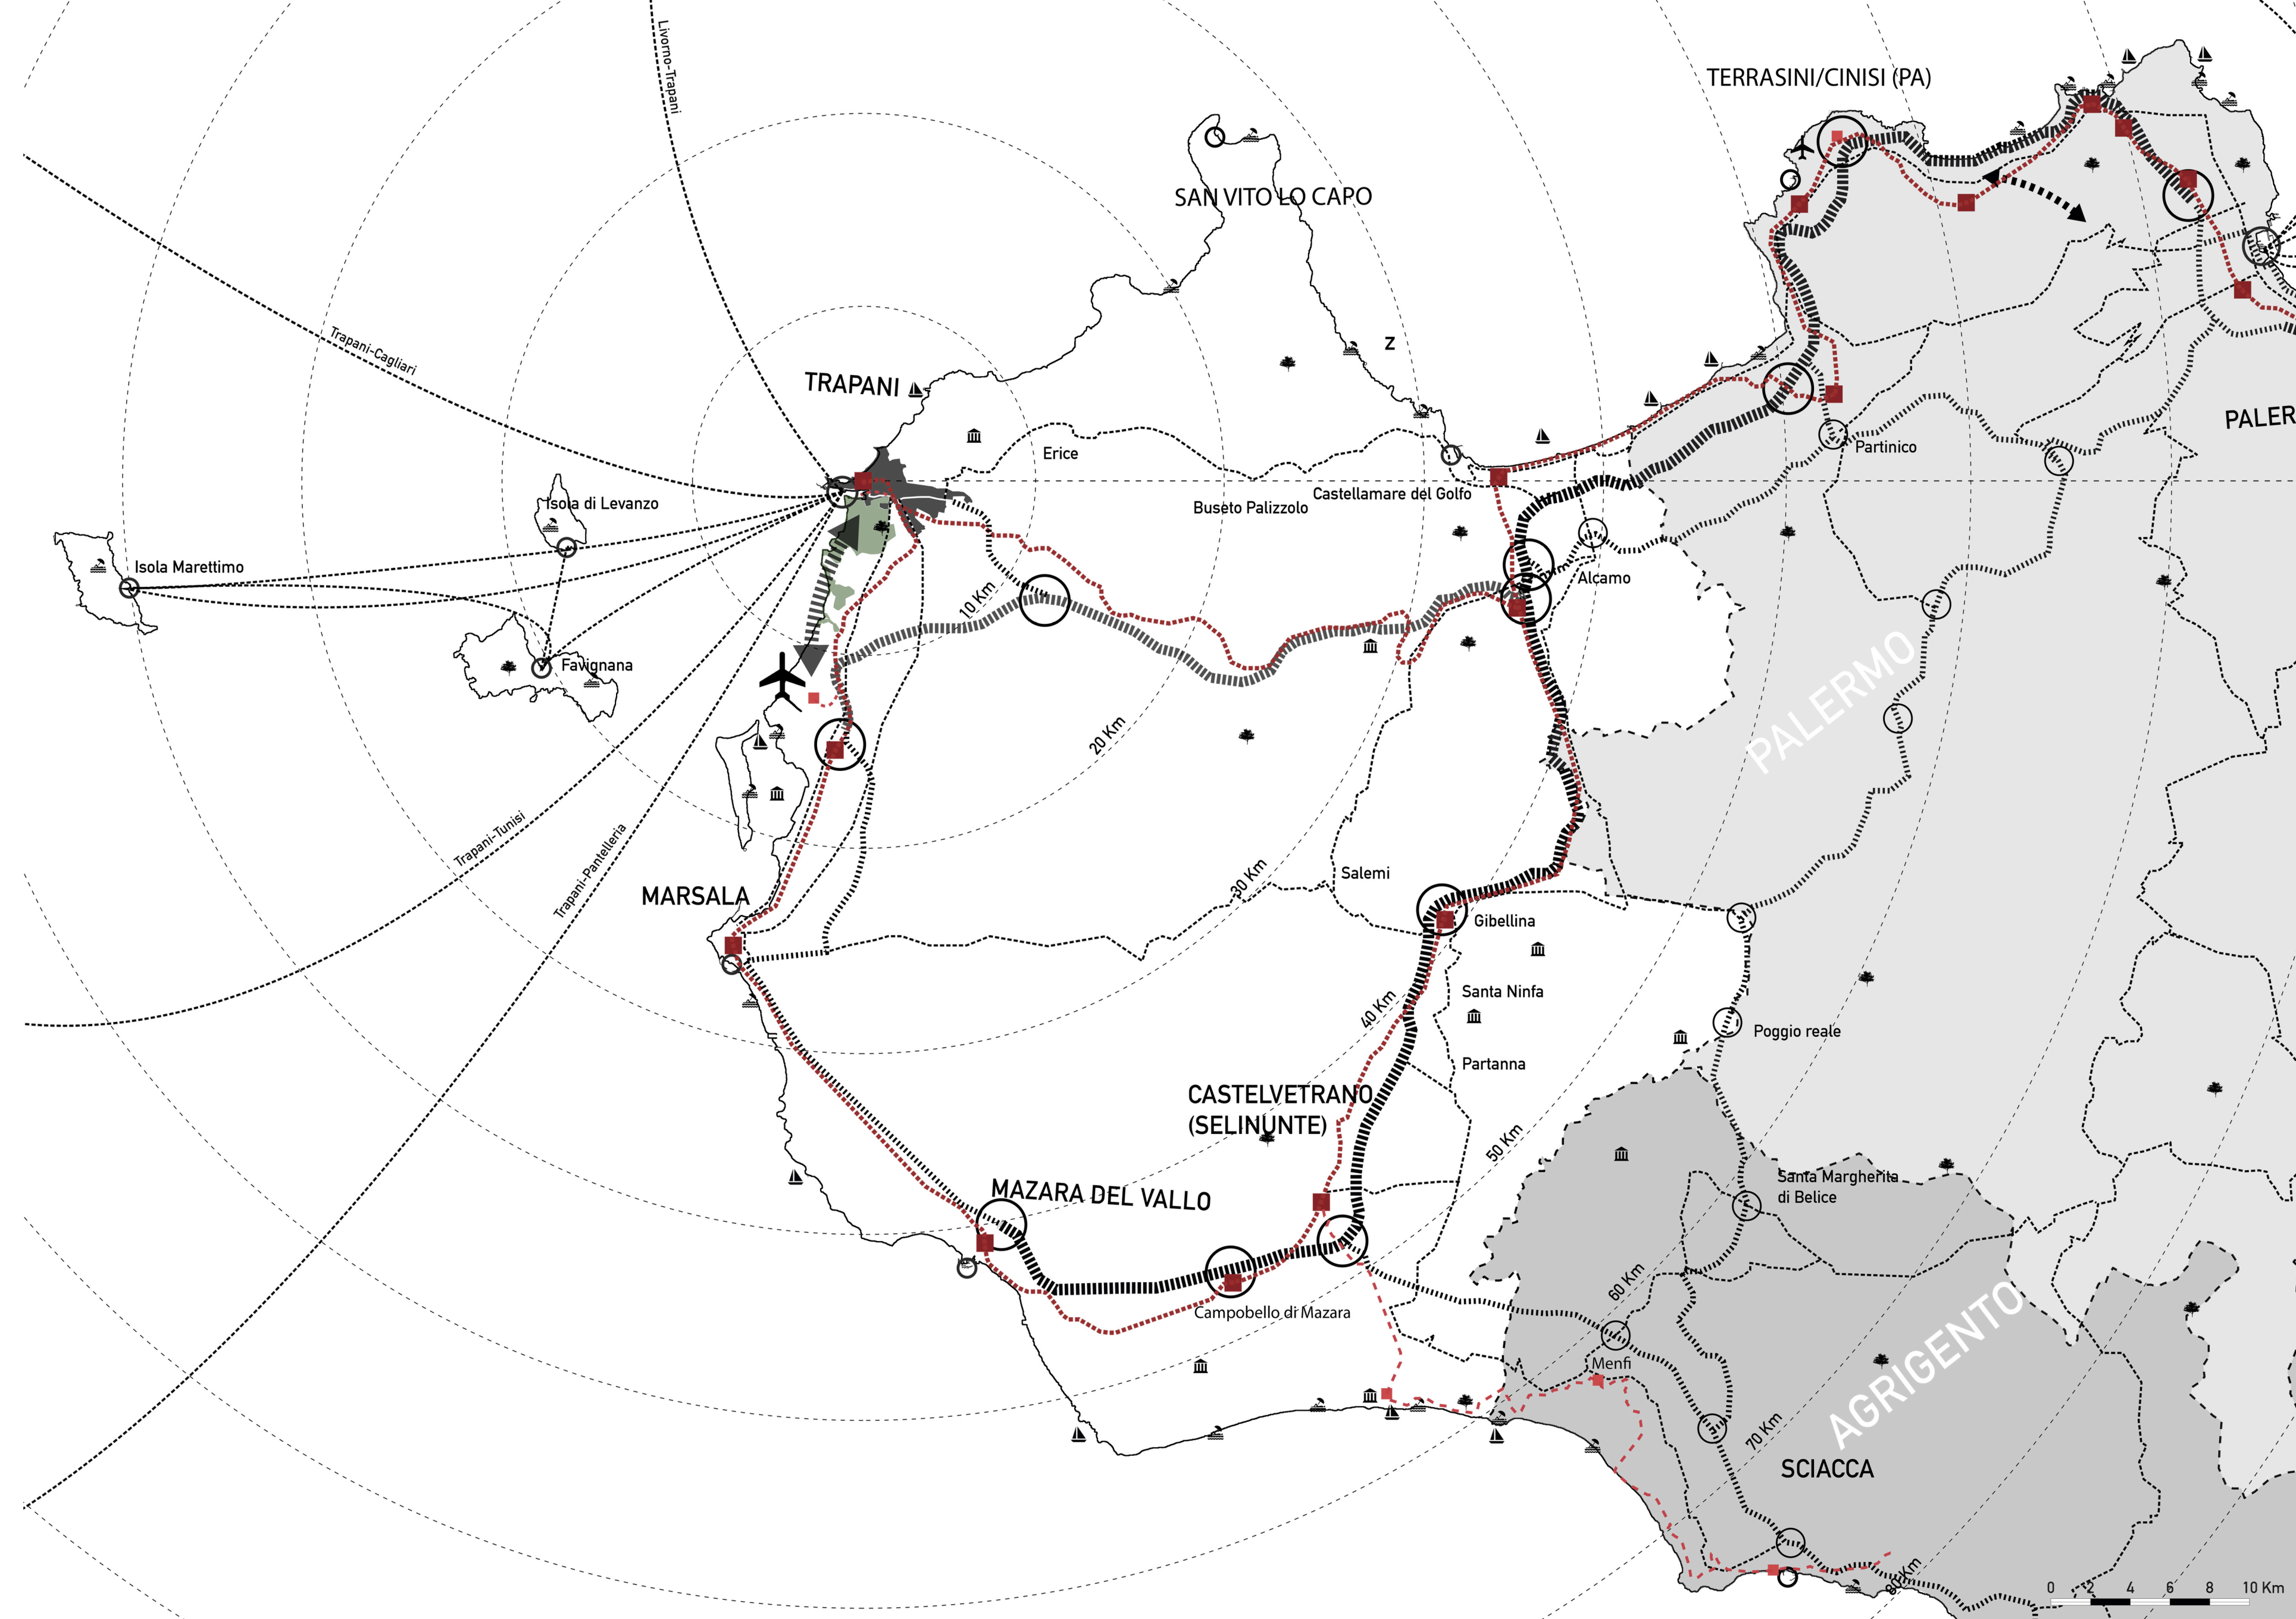 Livorno-Trapani
TERRASINI/CINISI (PA)
SAN VITO LO CAPO
Trapani-Cagliari
Z
TRAPANI
PALER
Erice
Partinico
Castellamare del Golfo
Buseto Palizzolo
Isola di Levanzo
Isola Marettimo
Alcamo
10 Km
Favignana
PALERMO
20 Km
Trapani-Tunisi
Trapani-Pantelleria
MARSALA
Salemi
30 Km
Gibellina
Santa Ninfa
40 Km
Poggio reale
Partanna
CASTELVETRANO
(SELINUNTE)
50 Km
Santa Margherita
di Belice
MAZARA DEL VALLO
60 Km
Campobello di Mazara
AGRIGENTO
Menfi
70 Km
SCIACCA
80 Km
0 2 4 6 8 10 Km